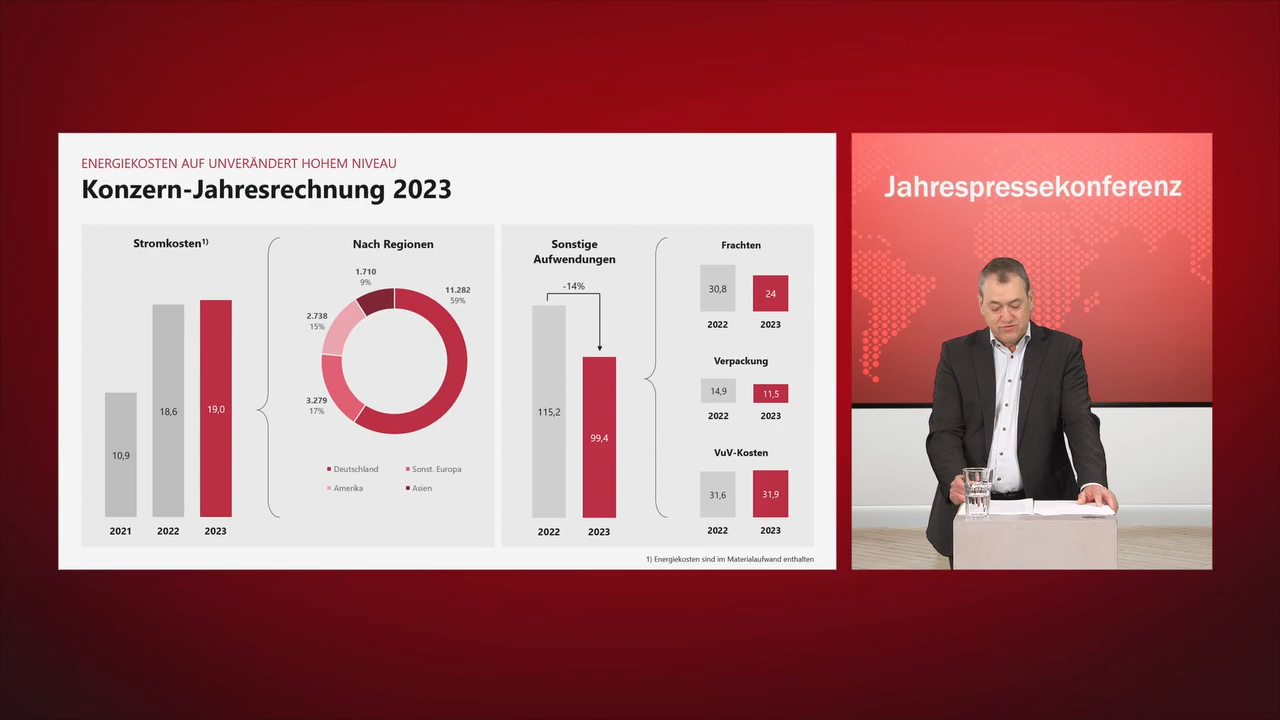 ENERGIEKOSTEN AUF UNVERÄNDERT HOHEM NIVEAU
Konzern-Jahresrechnung 2023
Stromkosten1)
10,9
18,6
19,0
2021
2022
2023
Nach Regionen
1.710
9%
11.282
59%
2.738
15%
3.279
17%
Deutschland
Sonst. Europa
Amerika
Asien
Sonstige
Aufwendungen
-14%
115,2
99,4
2022
2023
Frachten
30,8
24
2022
2023
Verpackung
14,9
11,5
2022
2023
VuV-Kosten
31,6
31,9
2022
2023
1) Energiekosten sind im Materialaufwand enthalten
Jahrespressekonferenz